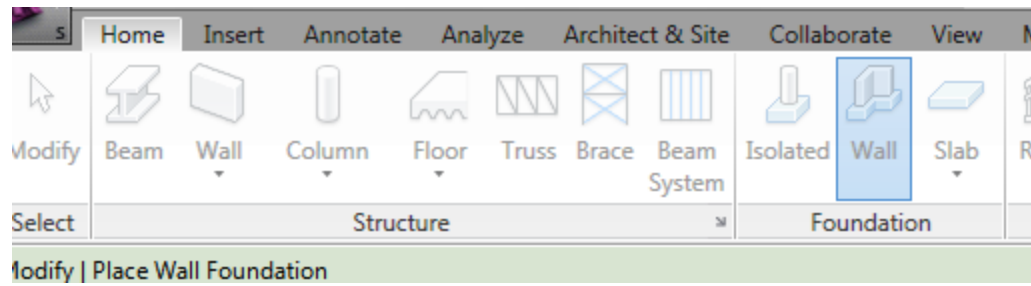 S
Home Insert Annotate Analyze Architect & Site Collaborate View
Modify Beam Wall Column Floor Truss Brace Beam System Isolated Wall Slab
Select Structure Foundation
Modify | Place Wall Foundation